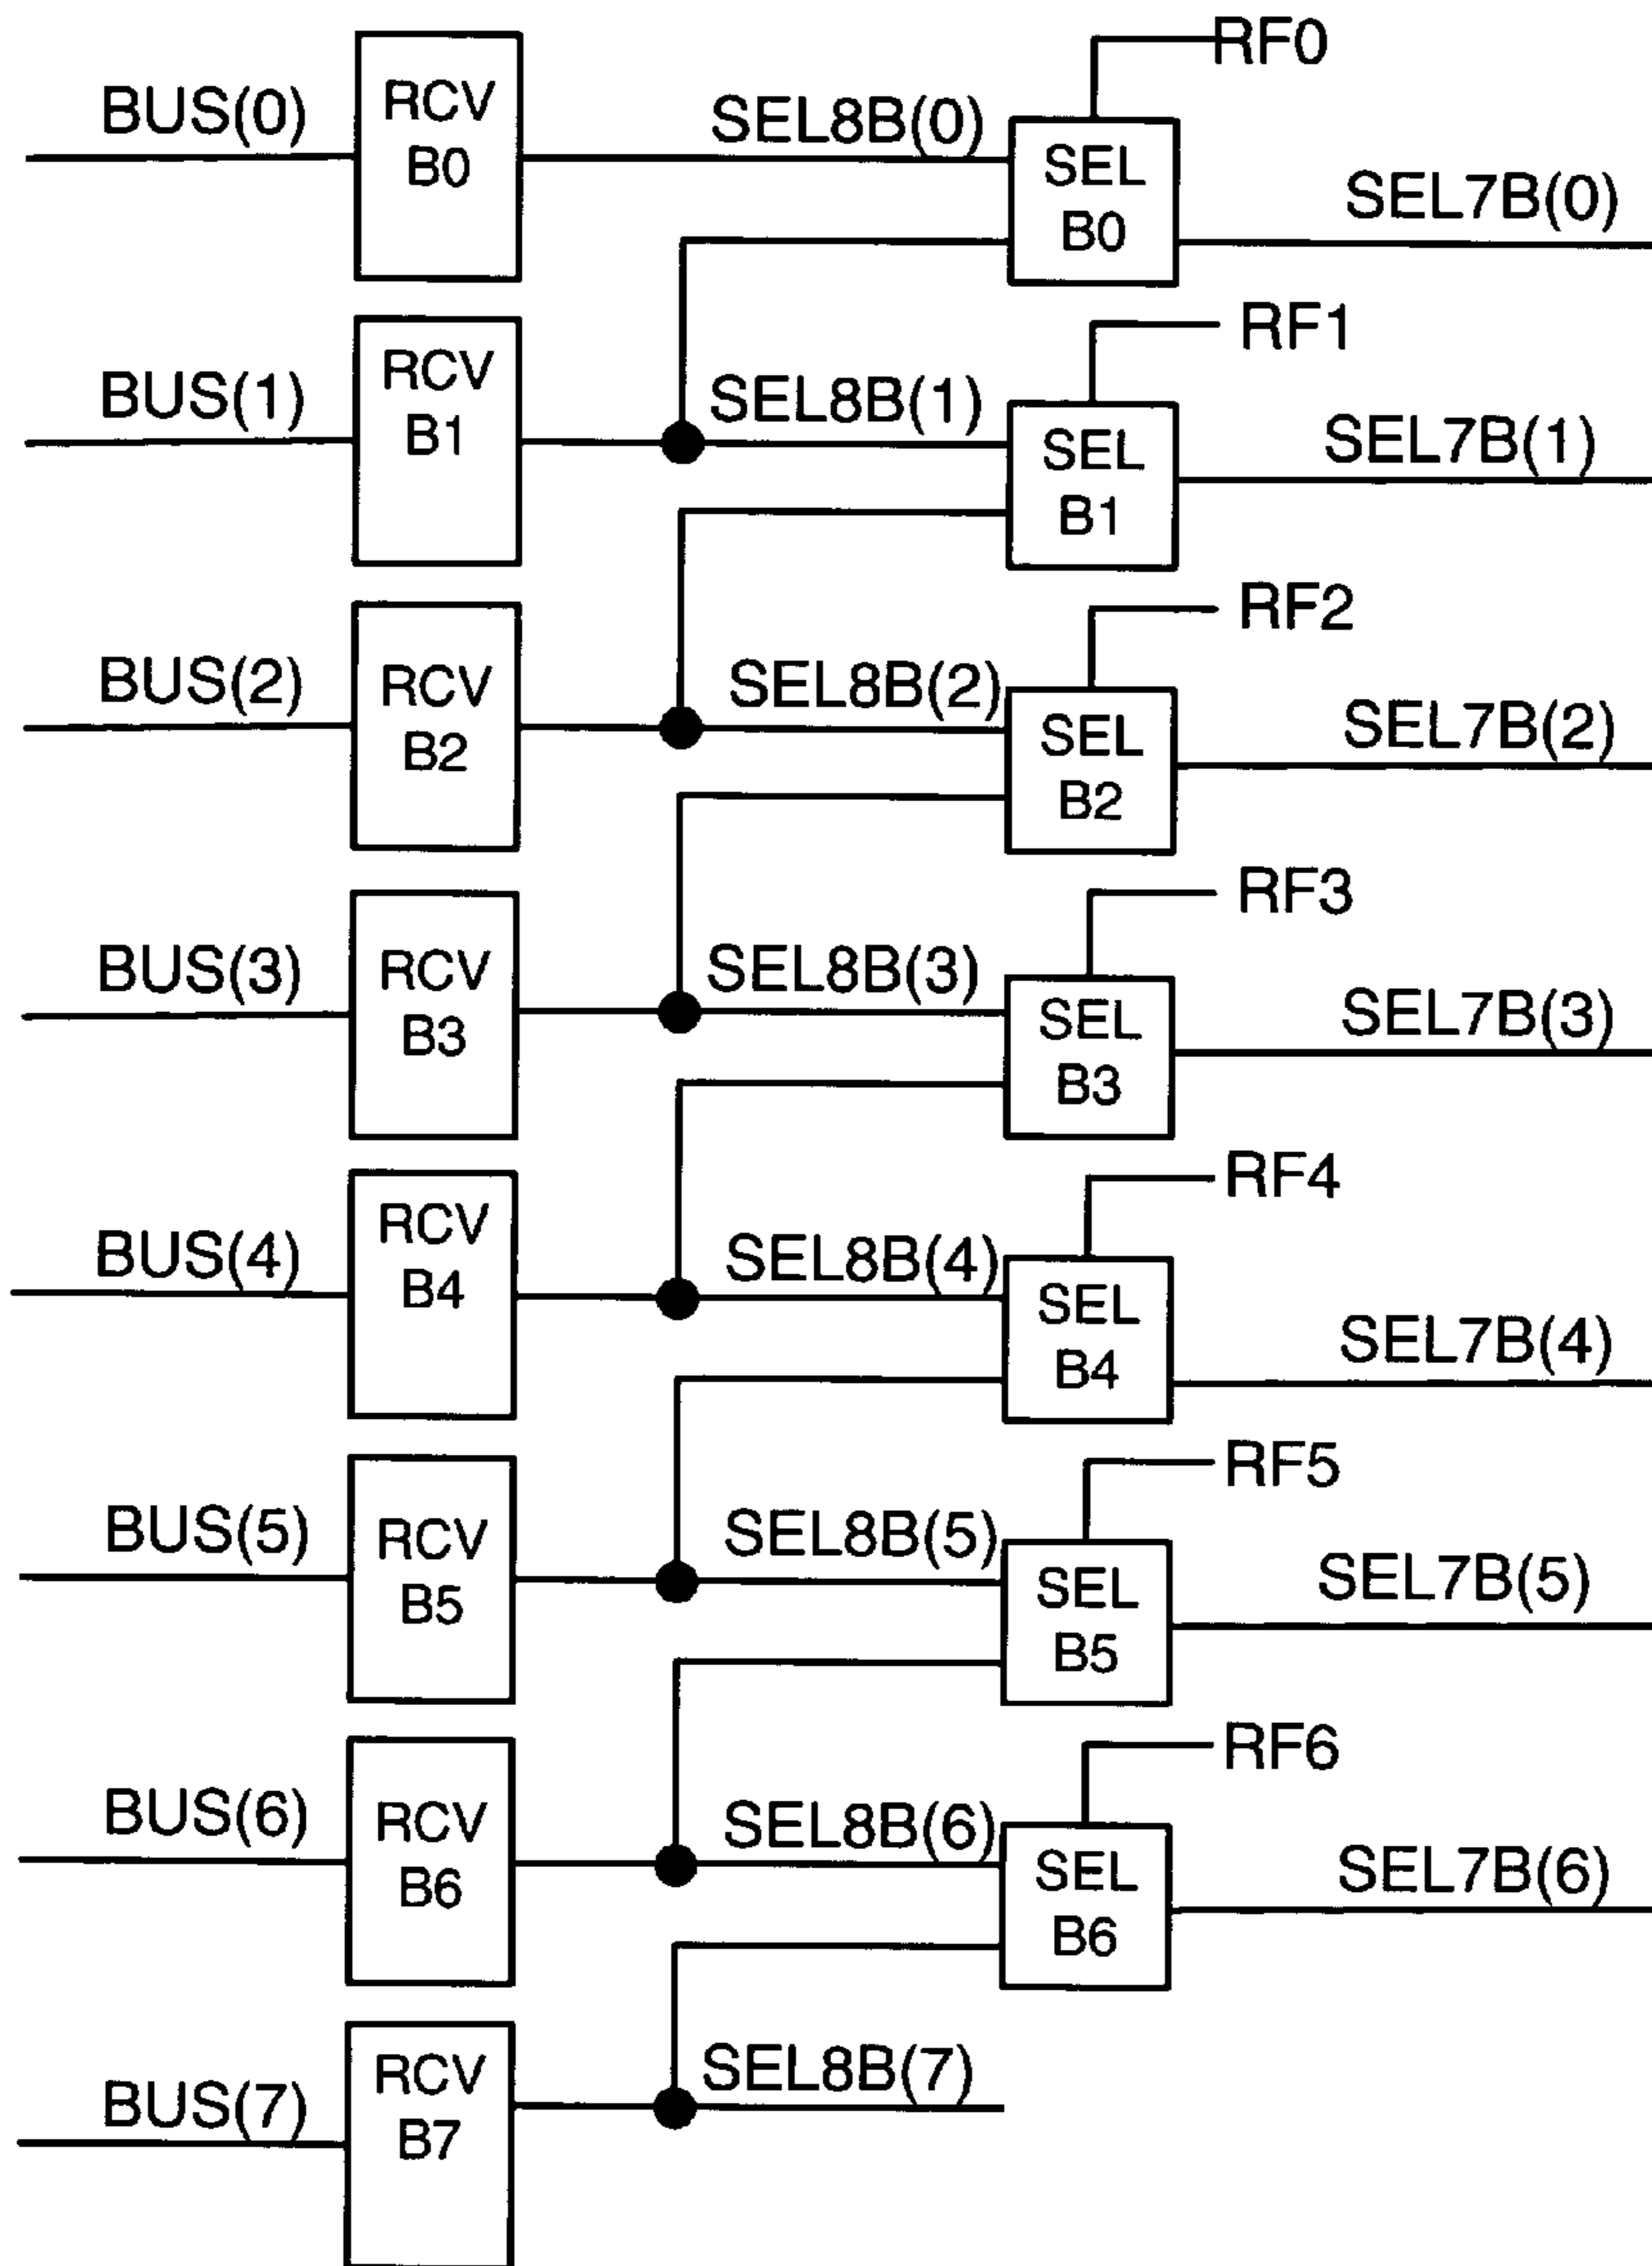 RF0
BUS(0)
RCV
B0
SEL8B(0)
SEL
B0
SEL7B(0)
RF1
BUS(1)
RCV
B1
SEL8B(1)
SEL
B1
SEL7B(1)
RF2
BUS(2)
RCV
B2
SEL8B(2)
SEL
B2
SEL7B(2)
RF3
BUS(3)
RCV
B3
SEL8B(3)
SEL
B3
SEL7B(3)
RF4
BUS(4)
RCV
B4
SEL8B(4)
SEL
B4
SEL7B(4)
RF5
BUS(5)
RCV
B5
SEL8B(5)
SEL
B5
SEL7B(5)
RF6
BUS(6)
RCV
B6
SEL8B(6)
SEL
B6
SEL7B(6)
BUS(7)
RCV
B7
SEL8B(7)